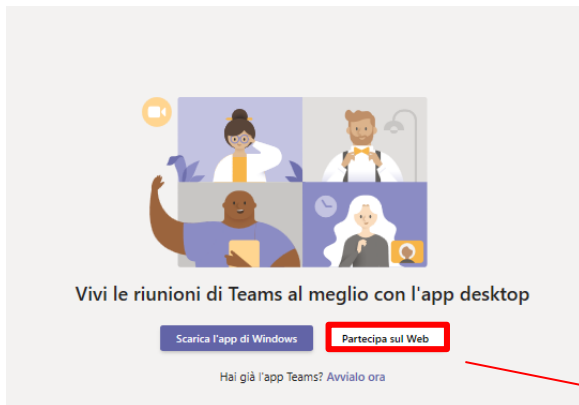 Vivi le riunioni di Teams al meglio con l'app desktop
Scarica l'app di Windows
Partecipa sul Web
Hai già l'app Teams? Avvialo ora